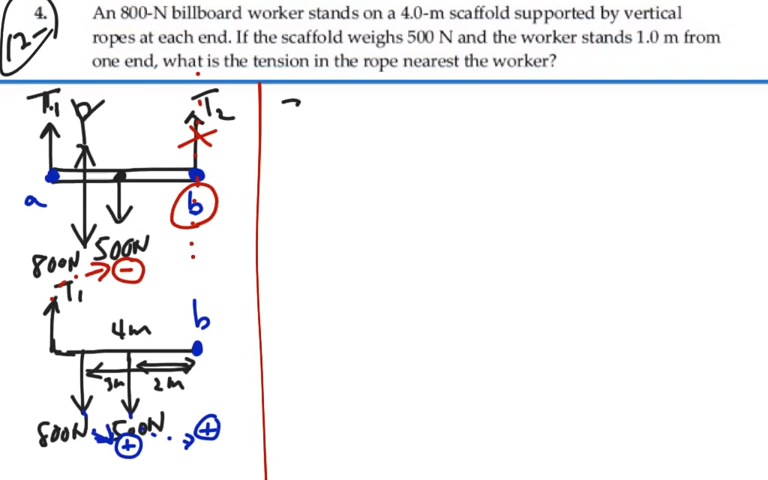 4.
12-
An 800-N billboard worker stands on a 4.0-m scaffold supported by vertical
ropes at each end. If the scaffold weighs 500 N and the worker stands 1.0 m from
one end, what is the tension in the rope nearest the worker?
T1 T2
a b
800N 500N
T1 -
b
4m
3m 2m
800N 500N +
+